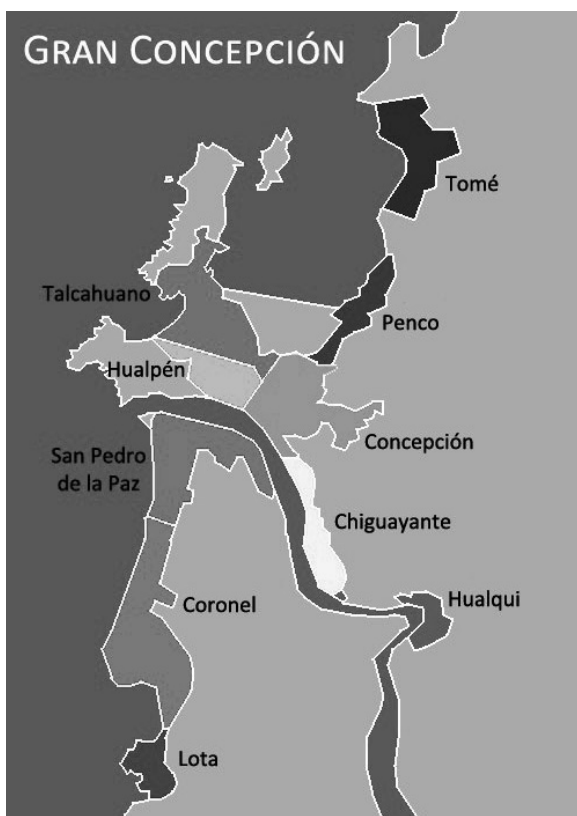 GRAN CONCEPCIÓN
Tomé
Talcahuano
Penco
Hualpén
Concepción
San Pedro
de la Paz
Chiguayante
Hualqui
Coronel
Lota